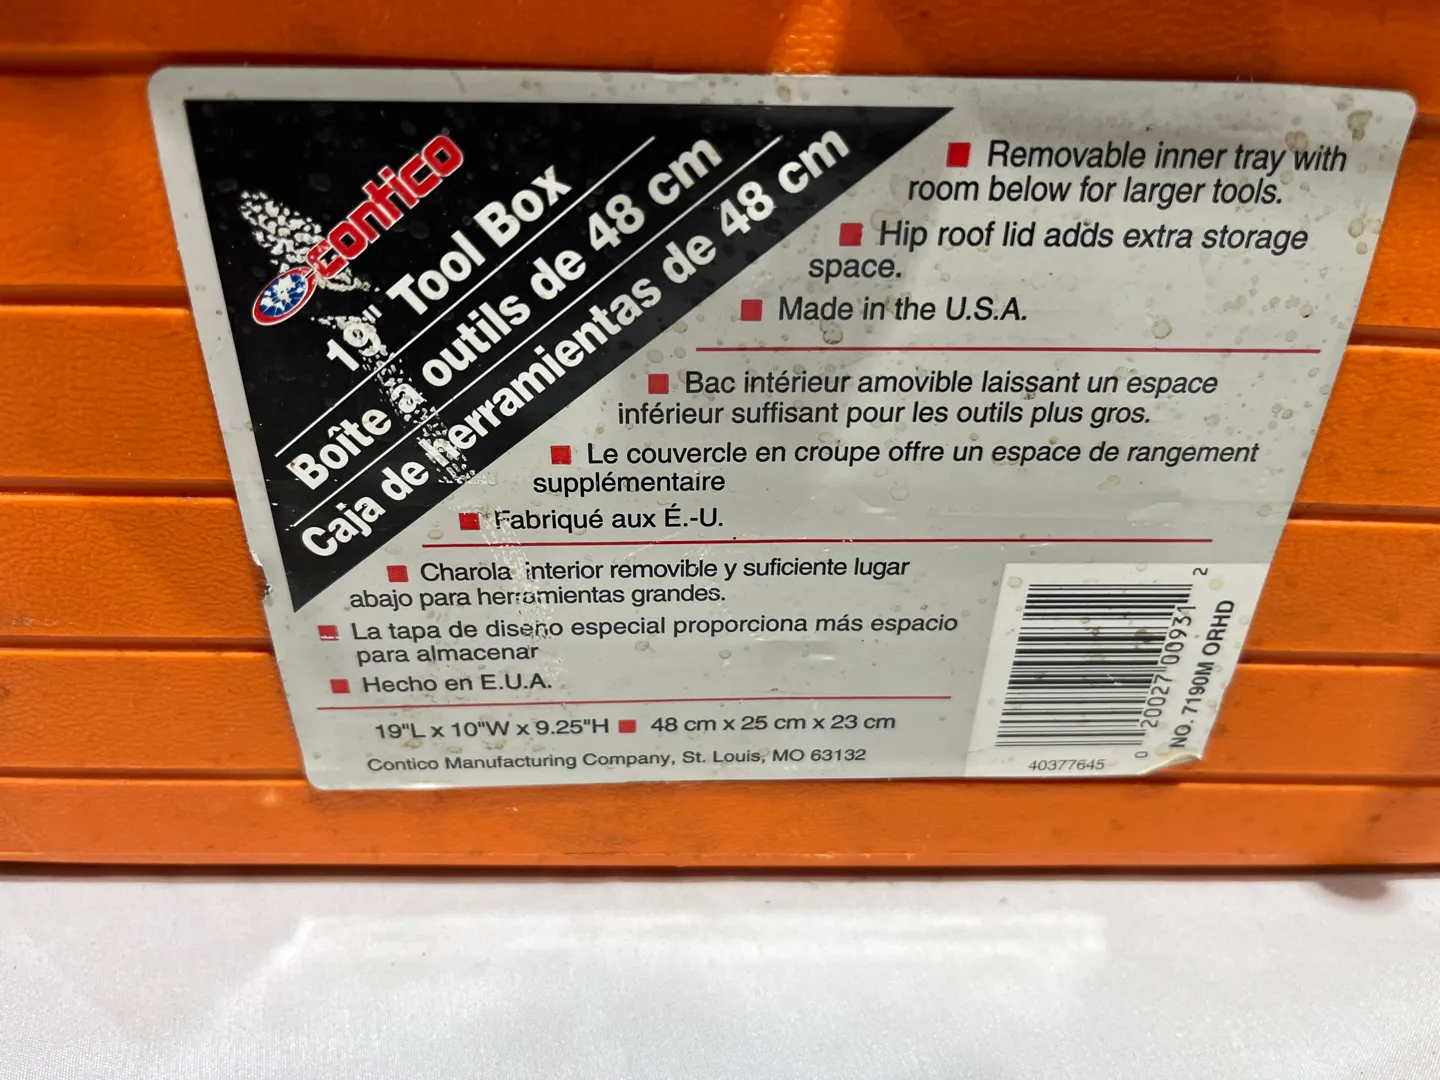 contico
19" Tool Box
Boîte à outils de 48 cm
Caja de herramientas de 48 cm
Removable inner tray with
room below for larger tools.
Hip roof lid adds extra storage
space.
Made in the U.S.A.
Bac intérieur amovible laissant un espace
inférieur suffisant pour les outils plus gros.
Le couvercle en croupe offre un espace de rangement
supplémentaire
Fabriqué aux É.-U.
Charola interior removible y suficiente lugar
abajo para herramientas grandes.
La tapa de diseño especial proporciona más espacio
para almacenar
Hecho en E.U.A.
19"L x 10"W x 9.25"H 48 cm x 25 cm x 23 cm
Contico Manufacturing Company, St. Louis, MO 63132
0 20027 00931 2
NO. 7190M ORHD
40377645